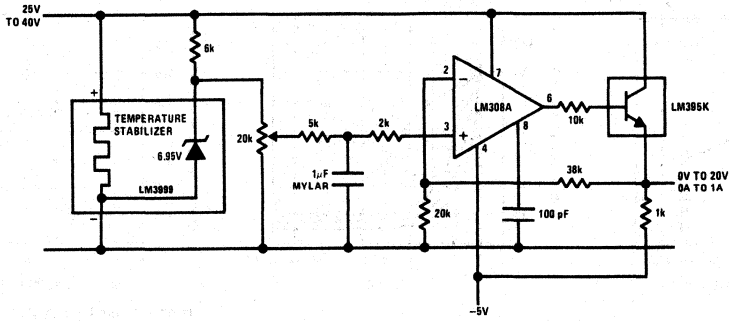 25V
TO 40V
6k
+
TEMPERATURE
STABILIZER
6.95V
LM3999
−
20k
5k
2k
1μF
MYLAR
2
−
3
+
LM308A
7
6
8
4
10k
LM395K
38k
20k
100 pF
0V TO 20V
0A TO 1A
1k
−5V